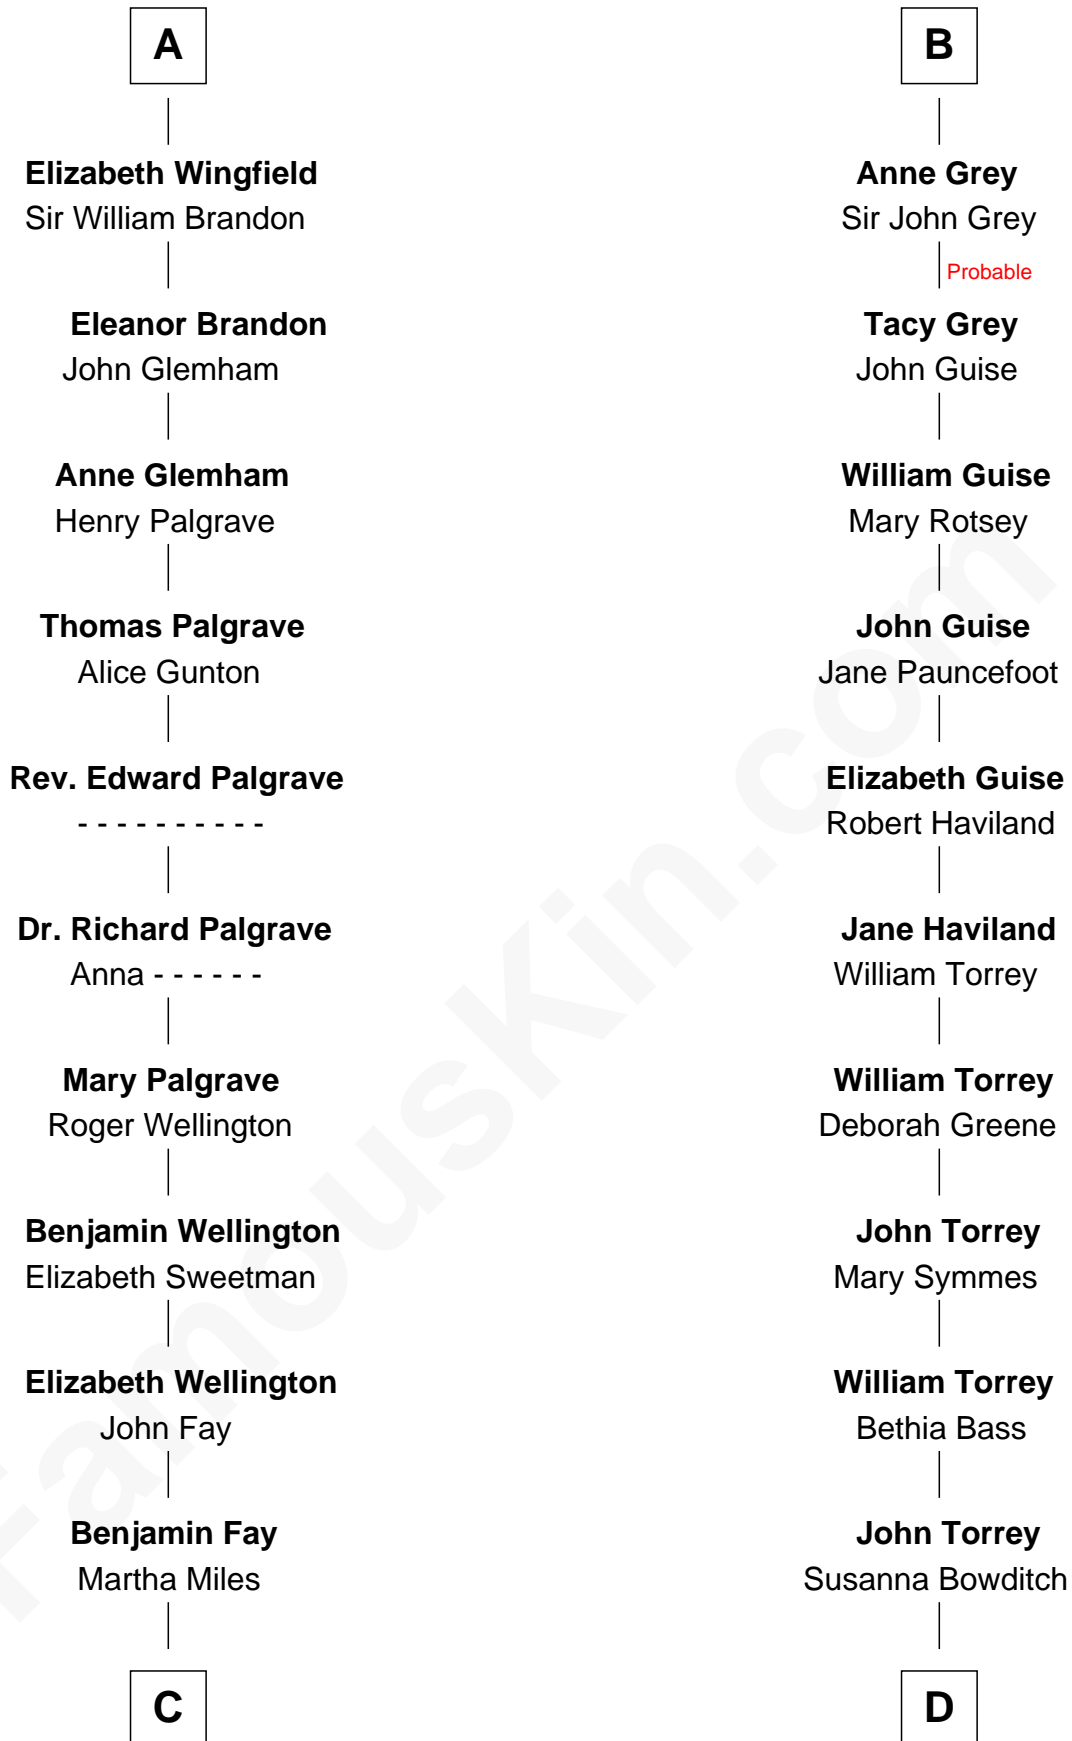 A
Elizabeth Wingfield
Sir William Brandon
Eleanor Brandon
John Glemham
Anne Glemham
Henry Palgrave
Thomas Palgrave
Alice Gunton
Rev. Edward Palgrave
- - - - - - - - - -
Dr. Richard Palgrave
Anna - - - - - -
Mary Palgrave
Roger Wellington
Benjamin Wellington
Elizabeth Sweetman
Elizabeth Wellington
John Fay
Benjamin Fay
Martha Miles
C
B
Anne Grey
Sir John Grey
Probable
Tacy Grey
John Guise
William Guise
Mary Rotsey
John Guise
Jane Pauncefoot
Elizabeth Guise
Robert Haviland
Jane Haviland
William Torrey
William Torrey
Deborah Greene
John Torrey
Mary Symmes
William Torrey
Bethia Bass
John Torrey
Susanna Bowditch
D
FamousKin.com